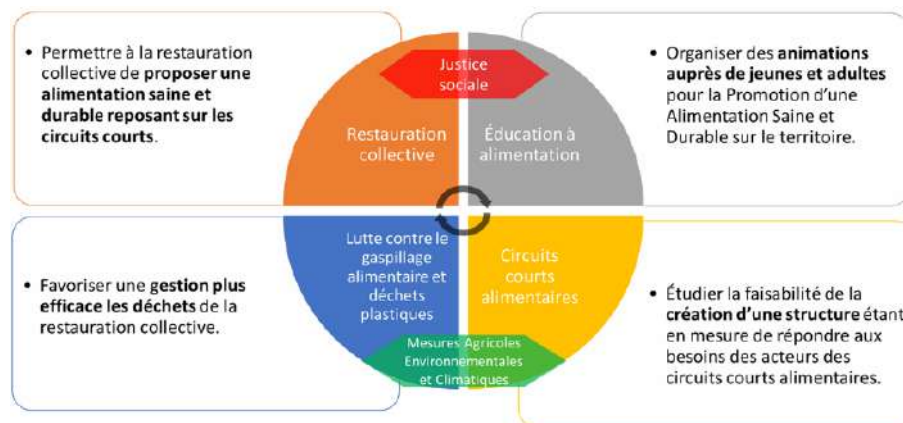 • Permettre à la restauration
collective de proposer une
alimentation saine et
durable reposant sur les
circuits courts.
Justice
sociale
• Organiser des animations
auprès de jeunes et adultes
pour la Promotion d'une
Alimentation Saine et
Durable sur le territoire.
Restauration
collective
Éducation à
alimentation
• Favoriser une gestion plus
efficace les déchets de la
restauration collective.
Lutte contre le
gaspillage
alimentaire et
déchets
plastiques
Circuits
courts
alimentaires
• Étudier la faisabilité de la
création d'une structure étant
en mesure de répondre aux
besoins des acteurs des
circuits courts alimentaires.
Mesures Agricoles
Environnementales
et Climatiques